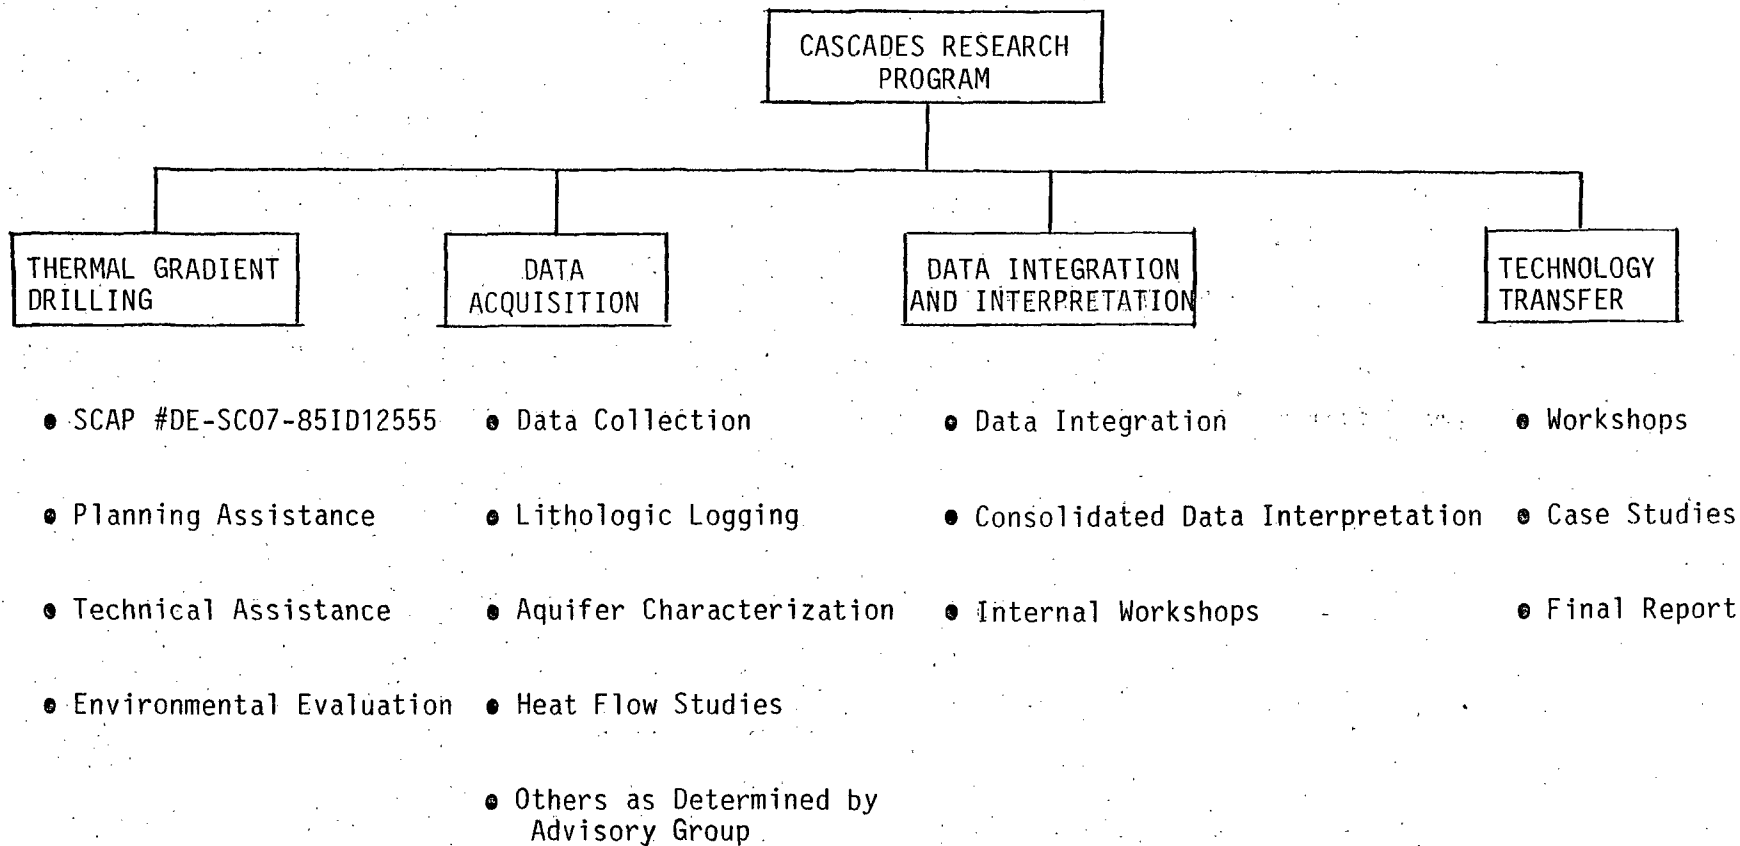 CASCADES RESEARCH
PROGRAM
THERMAL GRADIENT
DRILLING
DATA
ACQUISITION
DATA INTEGRATION
AND INTERPRETATION
TECHNOLOGY
TRANSFER
• SCAP #DE-SC07-85ID12555
• Planning Assistance
• Technical Assistance
• Environmental Evaluation
• Data Collection
• Lithologic Logging
• Aquifer Characterization
• Heat Flow Studies
• Others as Determined by
Advisory Group
• Data Integration
• Consolidated Data Interpretation
• Internal Workshops
• Workshops
• Case Studies
• Final Report